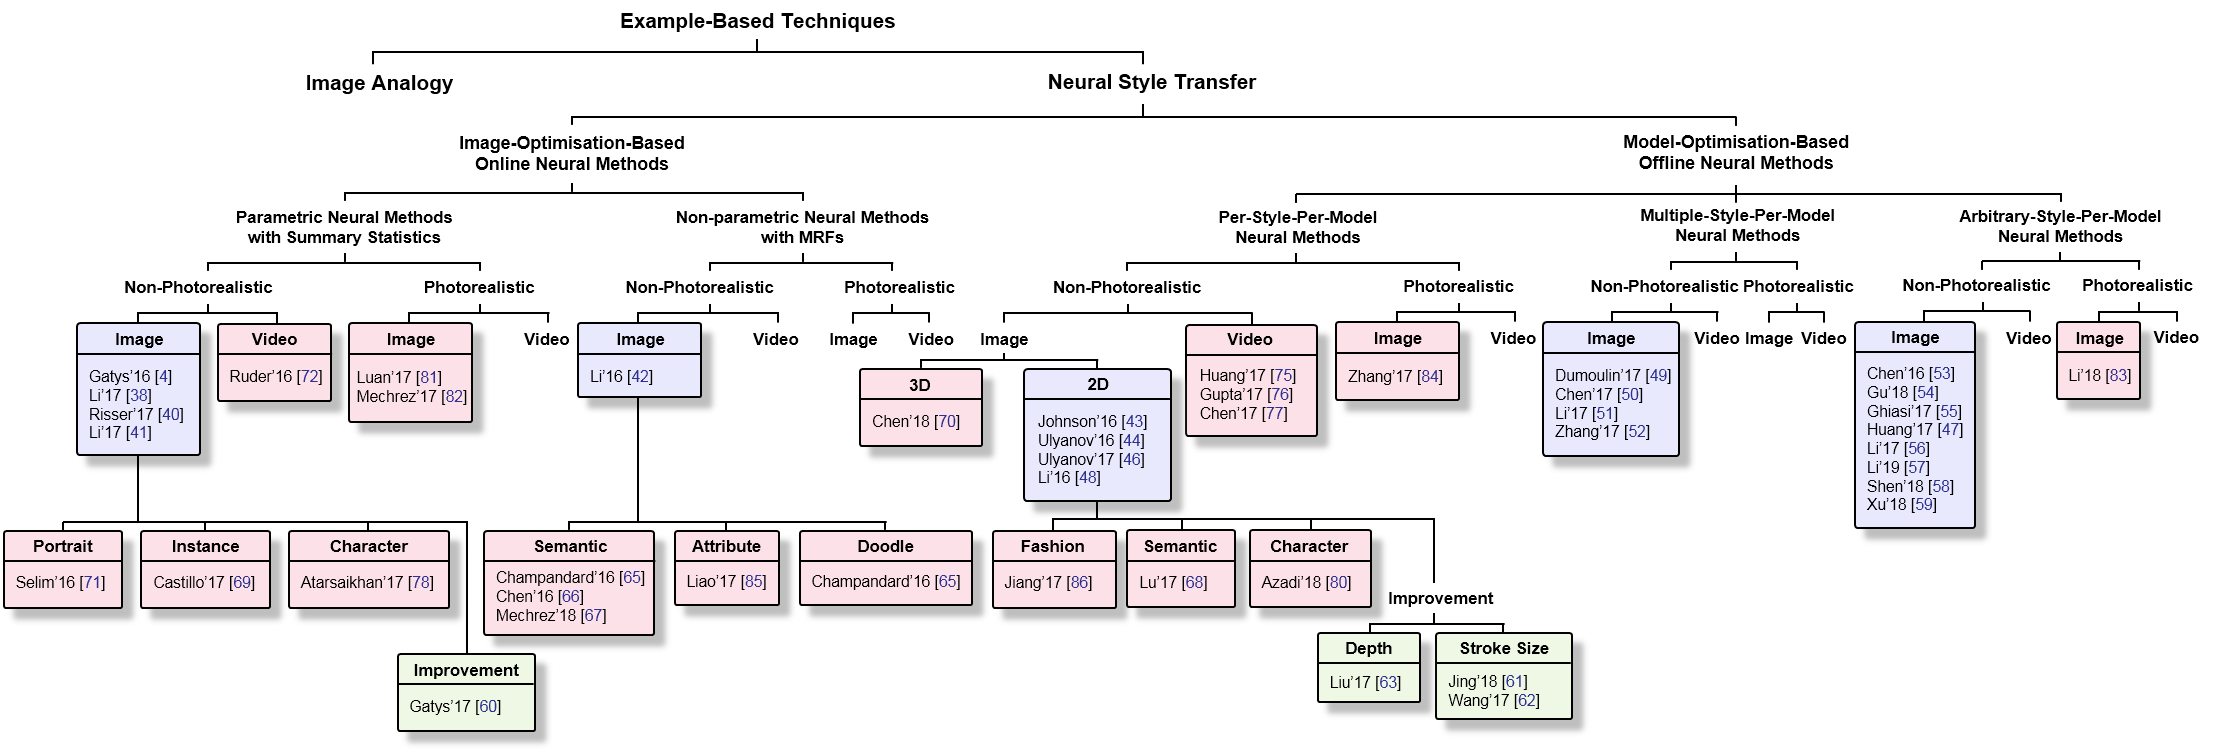 Example-Based Techniques
Image Analogy
Neural Style Transfer
Image-Optimisation-Based
Online Neural Methods
Model-Optimisation-Based
Offline Neural Methods
Parametric Neural Methods
with Summary Statistics
Non-parametric Neural Methods
with MRFs
Per-Style-Per-Model
Neural Methods
Multiple-Style-Per-Model
Neural Methods
Arbitrary-Style-Per-Model
Neural Methods
Non-Photorealistic
Photorealistic
Non-Photorealistic
Photorealistic
Non-Photorealistic
Photorealistic
Non-Photorealistic
Photorealistic
Non-Photorealistic
Photorealistic
Image
Gatys'16 [4]
Li'17 [38]
Risser'17 [40]
Li'17 [41]
Video
Ruder'16 [72]
Image
Luan'17 [81]
Mechrez'17 [82]
Video
Image
Li'16 [42]
Video
Image
Video
Image
3D
Chen'18 [70]
2D
Johnson'16 [43]
Ulyanov'16 [44]
Ulyanov'17 [46]
Li'16 [48]
Video
Huang'17 [75]
Gupta'17 [76]
Chen'17 [77]
Image
Zhang'17 [84]
Video
Image
Dumoulin'17 [49]
Chen'17 [50]
Li'17 [51]
Zhang'17 [52]
Video
Image
Video
Image
Chen'16 [53]
Gu'18 [54]
Ghiasi'17 [55]
Huang'17 [47]
Li'17 [56]
Li'19 [57]
Shen'18 [58]
Xu'18 [59]
Video
Image
Li'18 [83]
Video
Portrait
Selim'16 [71]
Instance
Castillo'17 [69]
Character
Atarsaikhan'17 [78]
Improvement
Gatys'17 [60]
Semantic
Champandard'16 [65]
Chen'16 [66]
Mechrez'18 [67]
Attribute
Liao'17 [85]
Doodle
Champandard'16 [65]
Fashion
Jiang'17 [86]
Semantic
Lu'17 [68]
Character
Azadi'18 [80]
Improvement
Depth
Liu'17 [63]
Stroke Size
Jing'18 [61]
Wang'17 [62]